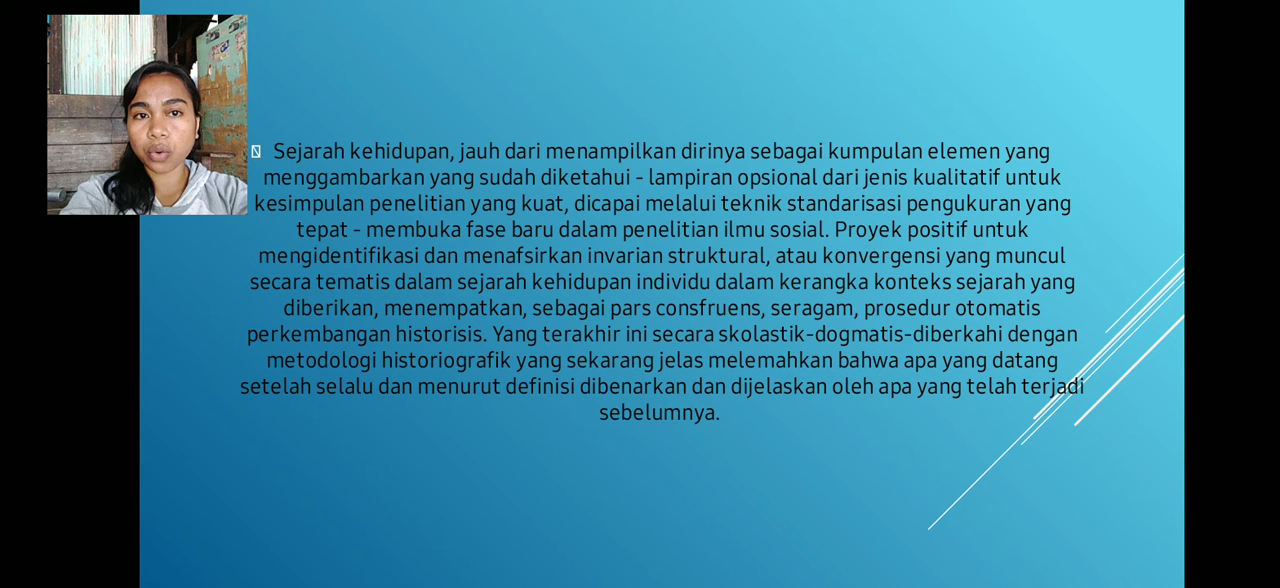 Sejarah kehidupan, jauh dari menampilkan dirinya sebagai kumpulan elemen yang
menggambarkan yang sudah diketahui - lampiran opsional dari jenis kualitatif untuk
kesimpulan penelitian yang kuat, dicapai melalui teknik standarisasi pengukuran yang
tepat - membuka fase baru dalam penelitian ilmu sosial. Proyek positif untuk
mengidentifikasi dan menafsirkan invarian struktural, atau konvergensi yang muncul
secara tematis dalam sejarah kehidupan individu dalam kerangka konteks sejarah yang
diberikan, menempatkan, sebagai pars consfruens, seragam, prosedur otomatis
perkembangan historisis. Yang terakhir ini secara skolastik-dogmatis-diberkahi dengan
metodologi historiografik yang sekarang jelas melemahkan bahwa apa yang datang
setelah selalu dan menurut definisi dibenarkan dan dijelaskan oleh apa yang telah terjadi
sebelumnya.